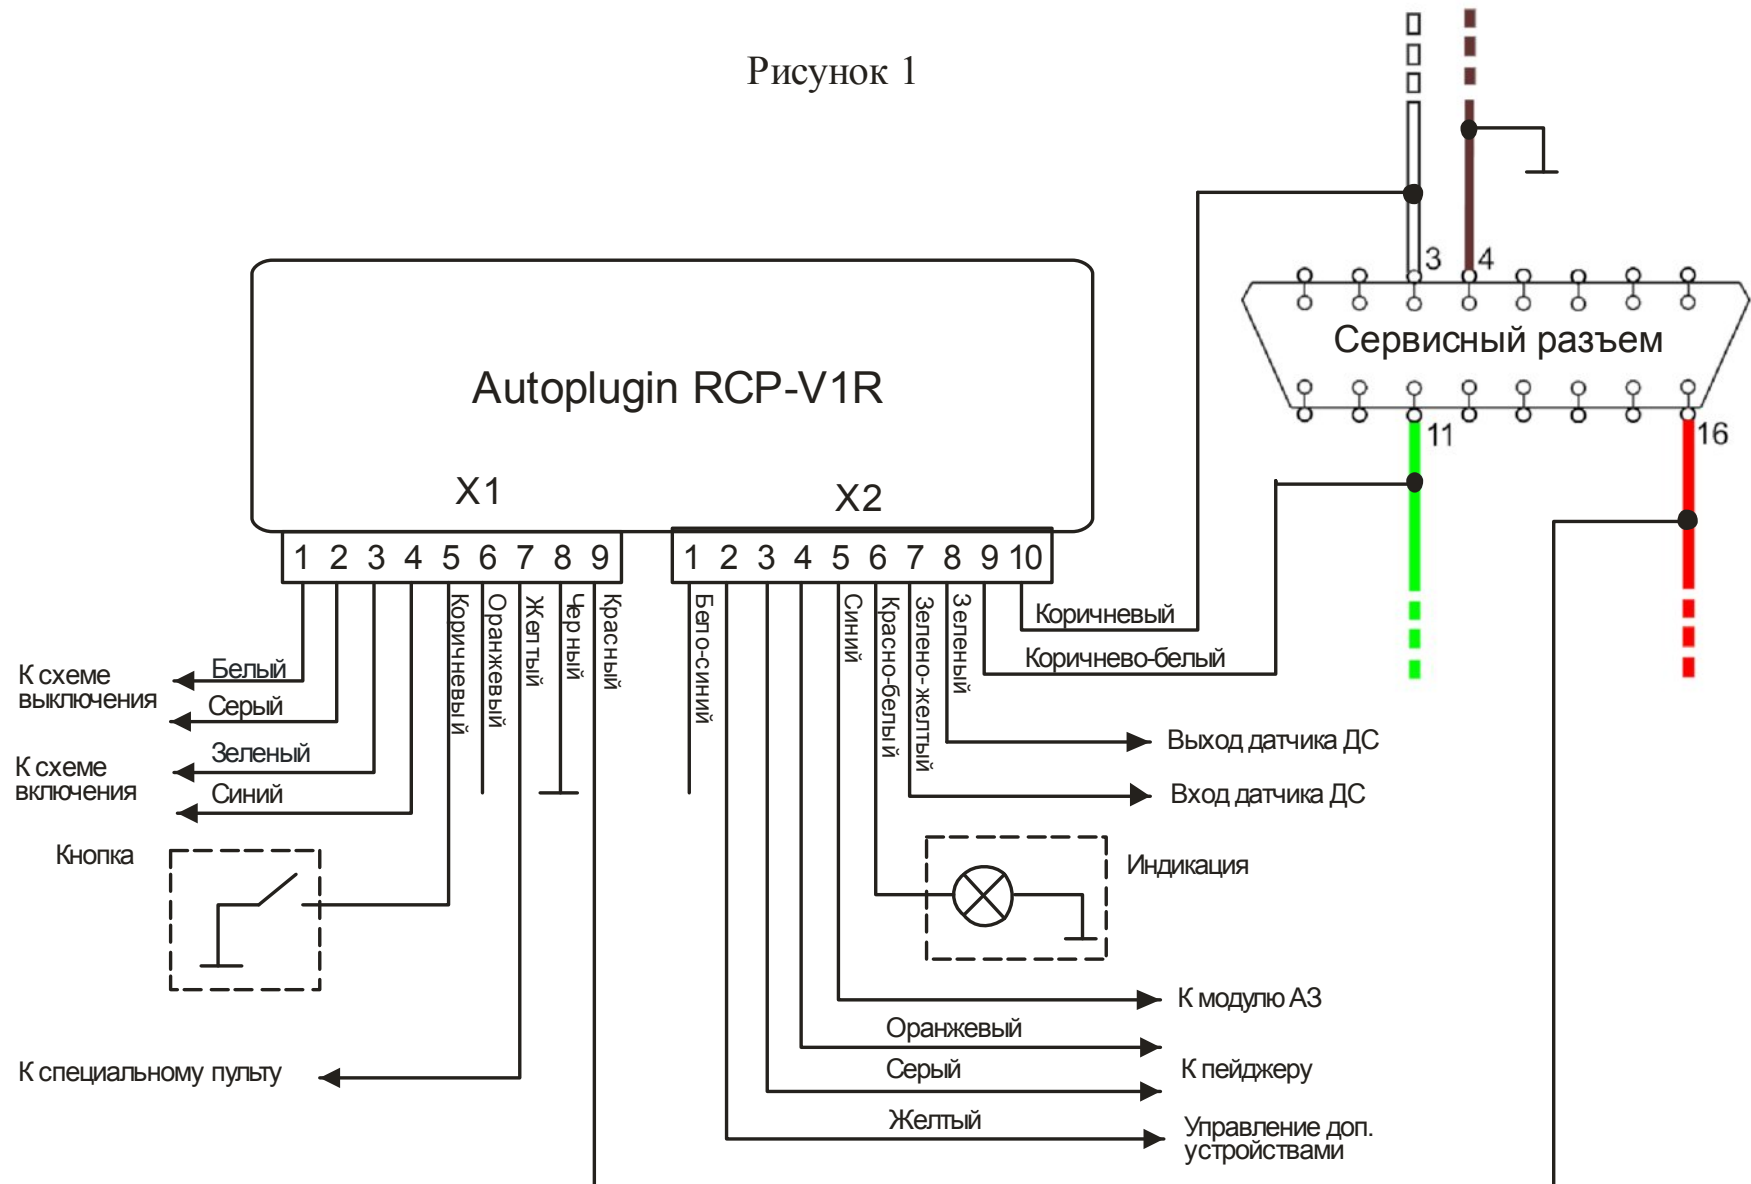 Рисунок 1
3
4
Сервисный разъем
11
16
Autoplugin RCP-V1R
X1
X2
1 2 3 4 5 6 7 8 9
1 2 3 4 5 6 7 8 9 10
Коричневый
Оранжевый
Желтый
Черный
Красный
Бело-синий
Синий
Красно-белый
Зелено-желтый
Зеленый
Коричневый
Коричнево-белый
К схеме
выключения
Белый
Серый
К схеме
включения
Зеленый
Синий
Выход датчика ДС
Вход датчика ДС
Кнопка
Индикация
К модулю АЗ
Оранжевый
Серый
К пейджеру
К специальному пульту
Желтый
Управление доп.
устройствами